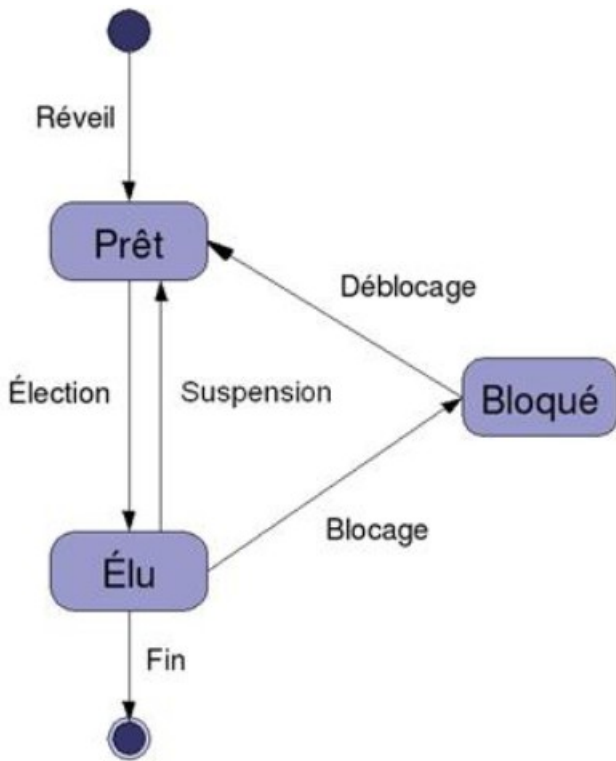 Réveil
Prêt
Déblocage
Élection
Suspension
Bloqué
Blocage
Élu
Fin